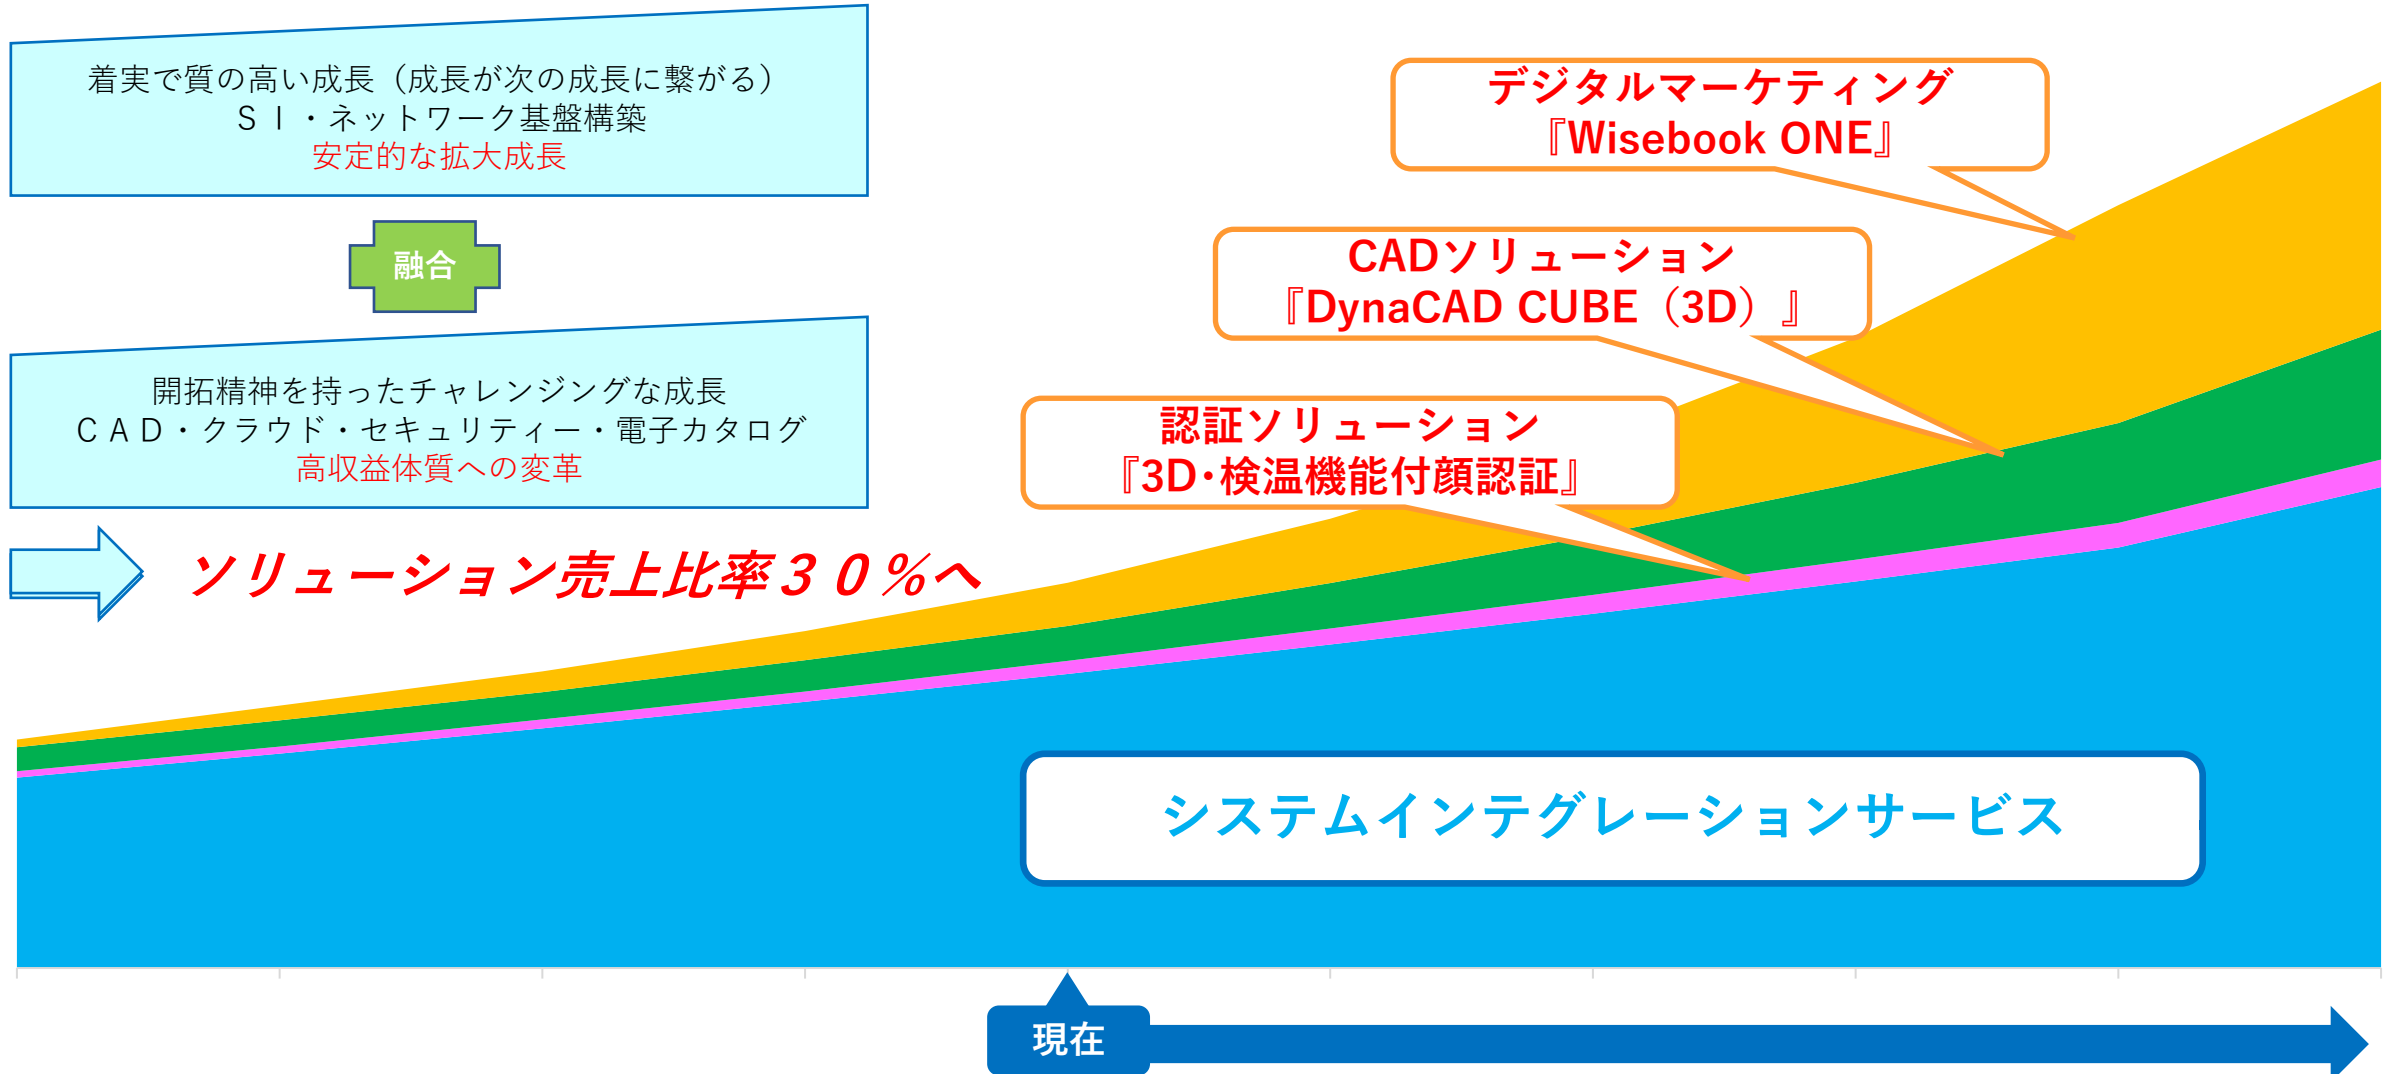 着実で質の高い成長（成長が次の成長に繋がる）
ＳＩ・ネットワーク基盤構築
安定的な拡大成長
融合
開拓精神を持ったチャレンジングな成長
ＣＡＤ・クラウド・セキュリティー・電子カタログ
高収益体質への変革
ソリューション売上比率３０％へ
デジタルマーケティング
『Wisebook ONE』
CADソリューション
『DynaCAD CUBE（3D）』
認証ソリューション
『3D･検温機能付顔認証』
システムインテグレーションサービス
現在